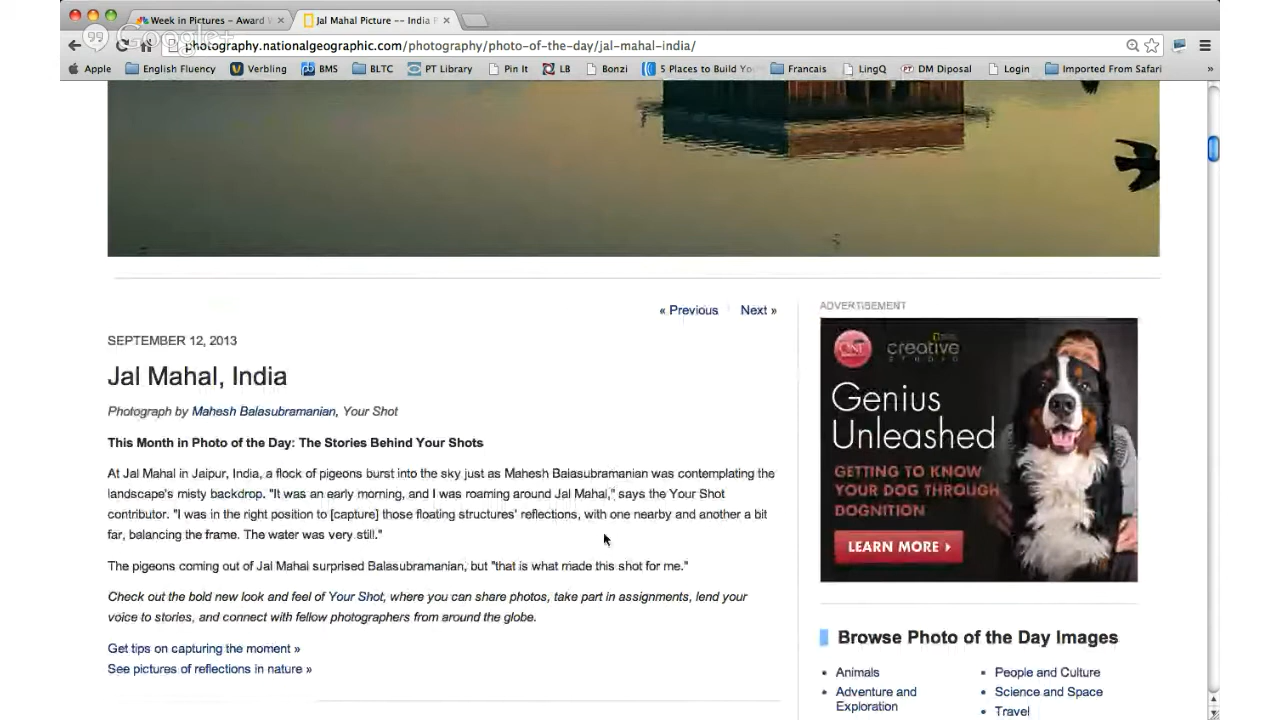 Week in Pictures – Award
Jal Mahal Picture -- India
Google+
photography.nationalgeographic.com/photography/photo-of-the-day/jal-mahal-india/
Apple English Fluency Verbling BMS BLTC PT Library Pin It LB Bonzi 5 Places to Build Yo Francais LingQ DM Diposal Login Imported From Safari »
« Previous Next »
ADVERTISEMENT
SEPTEMBER 12, 2013
Jal Mahal, India
Photograph by Mahesh Balasubramanian, Your Shot
This Month in Photo of the Day: The Stories Behind Your Shots
At Jal Mahal in Jaipur, India, a flock of pigeons burst into the sky just as Mahesh Balasubramanian was contemplating the
landscape's misty backdrop. "It was an early morning, and I was roaming around Jal Mahal," says the Your Shot
contributor. "I was in the right position to [capture] those floating structures' reflections, with one nearby and another a bit
far, balancing the frame. The water was very still."
The pigeons coming out of Jal Mahal surprised Balasubramanian, but "that is what made this shot for me."
Check out the bold new look and feel of Your Shot, where you can share photos, take part in assignments, lend your
voice to stories, and connect with fellow photographers from around the globe.
Get tips on capturing the moment »
See pictures of reflections in nature »
creative
STUDIO
Genius
Unleashed
GETTING TO KNOW
YOUR DOG THROUGH
DOGNITION
LEARN MORE
Browse Photo of the Day Images
Animals
Adventure and
Exploration
People and Culture
Science and Space
Travel